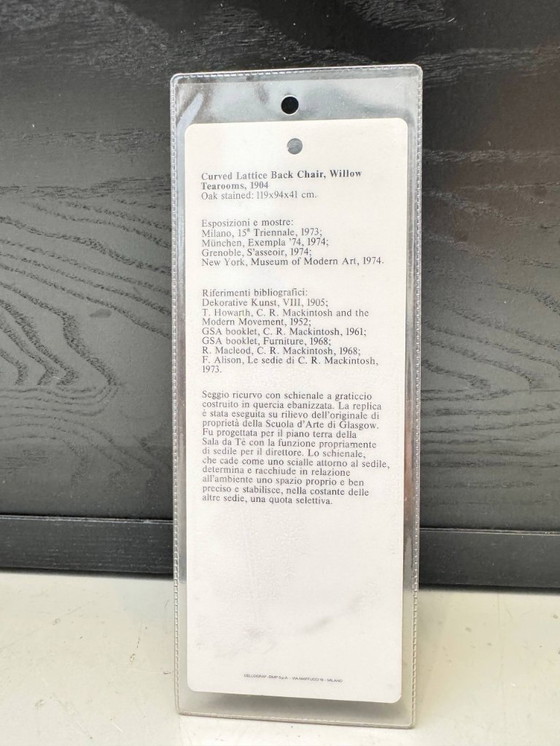 Curved Lattice Back Chair, Willow
Tearooms, 1904
Oak stained: 119x94x41 cm.
Esposizioni e mostre:
Milano, 15ª Triennale, 1973;
München, Exempla '74, 1974;
Grenoble, S'asseoir, 1974;
New York, Museum of Modern Art, 1974.
Riferimenti bibliografici:
Dekorative Kunst, VIII, 1905;
T. Howarth, C. R. Mackintosh and the
Modern Movement, 1952;
GSA booklet, C. R. Mackintosh, 1961;
GSA booklet, Furniture, 1968;
R. Macleod, C. R. Mackintosh, 1968;
F. Alison, Le sedie di C. R. Mackintosh,
1973.
Seggio ricurvo con schienale a graticcio
costruito in quercia ebanizzata. La replica
è stata eseguita su rilievo dell'originale di
proprietà della Scuola d'Arte di Glasgow.
Fu progettata per il piano terra della
Sala da Tè con la funzione propriamente
di sedile per il direttore. Lo schienale,
che cade come uno scialle attorno al sedile,
determina e racchiude in relazione
all'ambiente uno spazio proprio e ben
preciso e stabilisce, nella costante delle
altre sedie, una quota selettiva.
MILANO